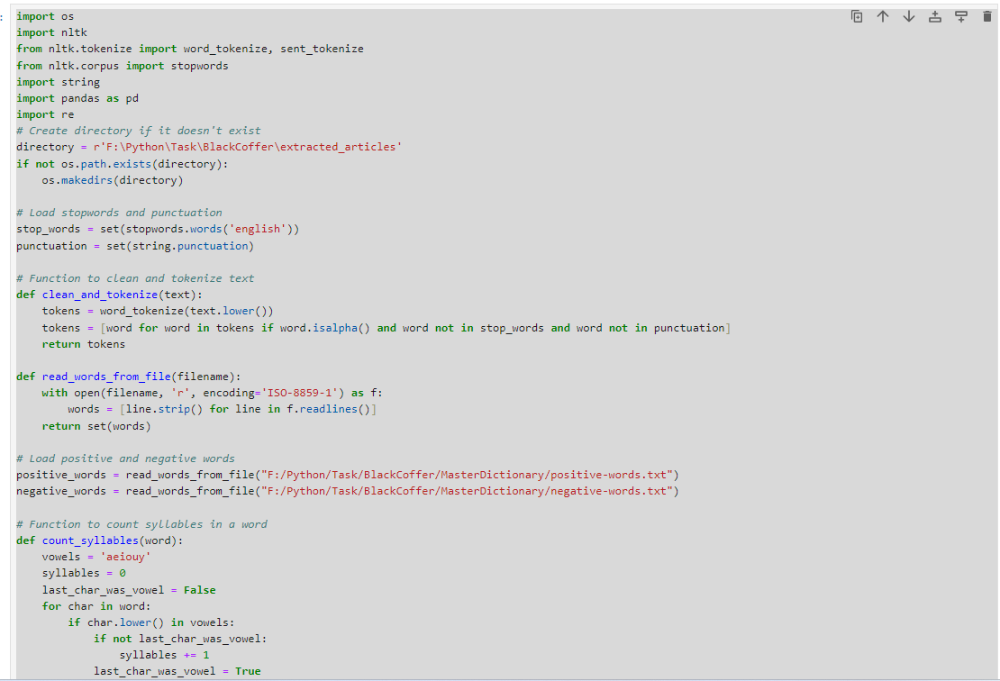 :
import os
import nltk
from nltk.tokenize import word_tokenize, sent_tokenize
from nltk.corpus import stopwords
import string
import pandas as pd
import re
# Create directory if it doesn't exist
directory = r'F:\Python\Task\BlackCoffer\extracted_articles'
if not os.path.exists(directory):
    os.makedirs(directory)

# Load stopwords and punctuation
stop_words = set(stopwords.words('english'))
punctuation = set(string.punctuation)

# Function to clean and tokenize text
def clean_and_tokenize(text):
    tokens = word_tokenize(text.lower())
    tokens = [word for word in tokens if word.isalpha() and word not in stop_words and word not in punctuation]
    return tokens

def read_words_from_file(filename):
    with open(filename, 'r', encoding='ISO-8859-1') as f:
        words = [line.strip() for line in f.readlines()]
    return set(words)

# Load positive and negative words
positive_words = read_words_from_file("F:/Python/Task/BlackCoffer/MasterDictionary/positive-words.txt")
negative_words = read_words_from_file("F:/Python/Task/BlackCoffer/MasterDictionary/negative-words.txt")

# Function to count syllables in a word
def count_syllables(word):
    vowels = 'aeiouy'
    syllables = 0
    last_char_was_vowel = False
    for char in word:
        if char.lower() in vowels:
            if not last_char_was_vowel:
                syllables += 1
            last_char_was_vowel = True